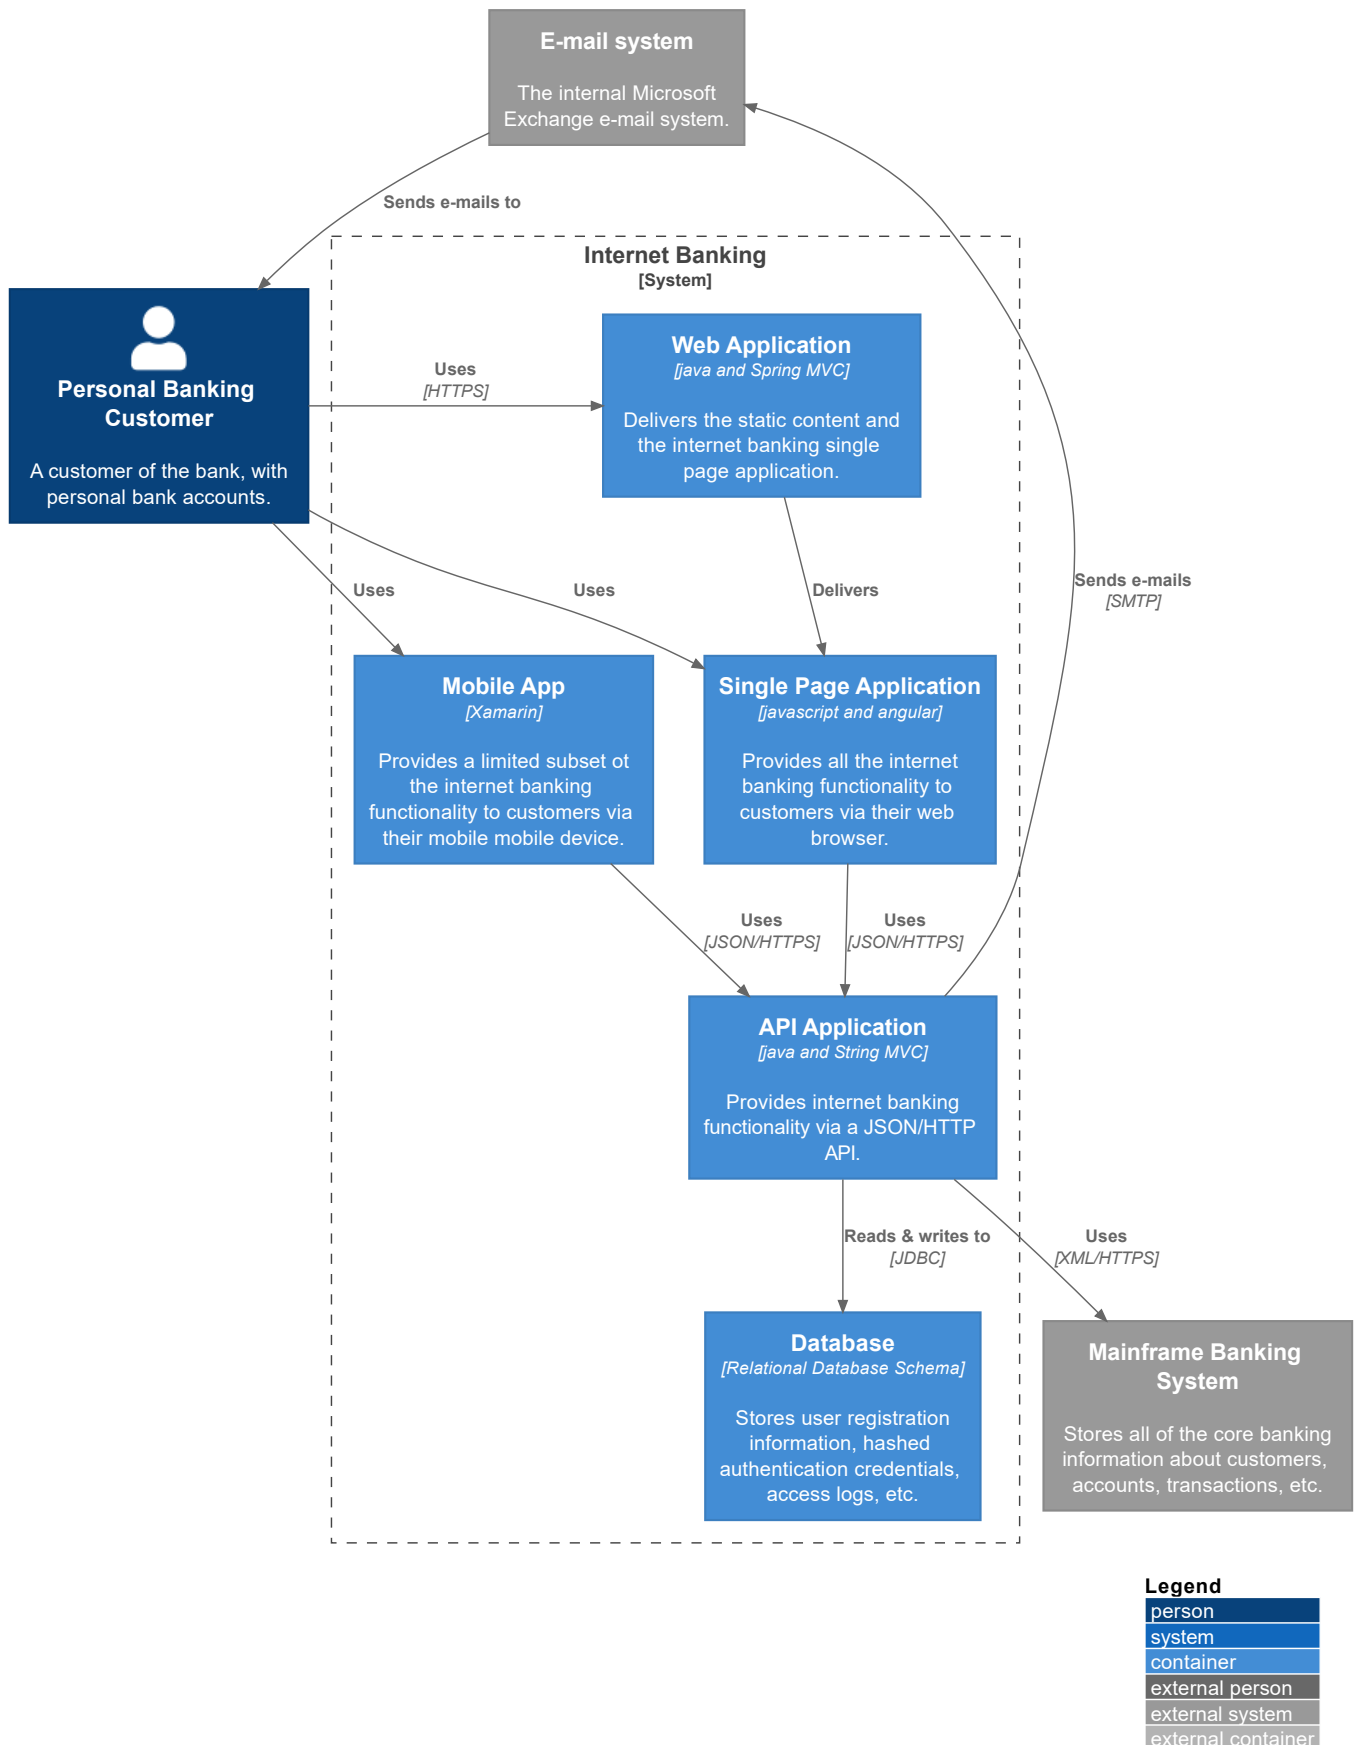 E-mail system
The internal Microsoft
Exchange e-mail system.
Sends e-mails to
Internet Banking
[System]
Personal Banking
Customer
A customer of the bank, with
personal bank accounts.
Uses
[HTTPS]
Web Application
[java and Spring MVC]
Delivers the static content and
the internet banking single
page application.
Uses
Uses
Delivers
Sends e-mails
[SMTP]
Mobile App
[Xamarin]
Provides a limited subset ot
the internet banking
functionality to customers via
their mobile mobile device.
Single Page Application
[javascript and angular]
Provides all the internet
banking functionality to
customers via their web
browser.
Uses
[JSON/HTTPS]
Uses
[JSON/HTTPS]
API Application
[java and String MVC]
Provides internet banking
functionality via a JSON/HTTP
API.
Reads & writes to
[JDBC]
Uses
[XML/HTTPS]
Database
[Relational Database Schema]
Stores user registration
information, hashed
authentication credentials,
access logs, etc.
Mainframe Banking
System
Stores all of the core banking
information about customers,
accounts, transactions, etc.
Legend
person
system
container
external person
external system
external container